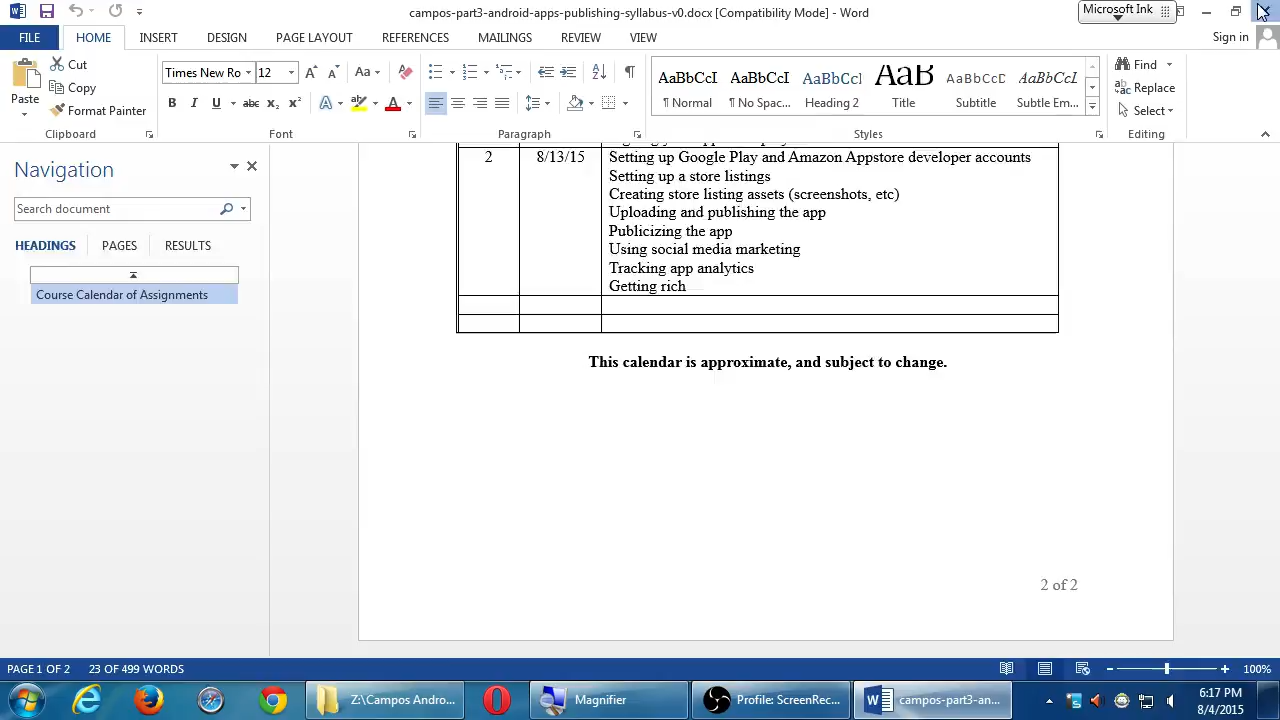 campos-part3-android-apps-publishing-syllabus-v0.docx [Compatibility Mode] - Word
Microsoft Ink
FILE HOME INSERT DESIGN PAGE LAYOUT REFERENCES MAILINGS REVIEW VIEW Sign in
Paste
Cut
Copy
Format Painter
Clipboard
Times New Ro 12
Font
Paragraph
AaBbCcI AaBbCcI AaBbCcI AaB AaBbCcD AaBbCcI
¶ Normal ¶ No Spac... Heading 2 Title Subtitle Subtle Em...
Styles
Find
Replace
Select
Editing
Navigation
Search document
HEADINGS PAGES RESULTS
Course Calendar of Assignments
2 8/13/15 Setting up Google Play and Amazon Appstore developer accounts
Setting up a store listings
Creating store listing assets (screenshots, etc)
Uploading and publishing the app
Publicizing the app
Using social media marketing
Tracking app analytics
Getting rich
This calendar is approximate, and subject to change.
2 of 2
PAGE 1 OF 2 23 OF 499 WORDS 100%
Z:\Campos Andro... Magnifier Profile: ScreenRec... campos-part3-an...
6:17 PM
8/4/2015